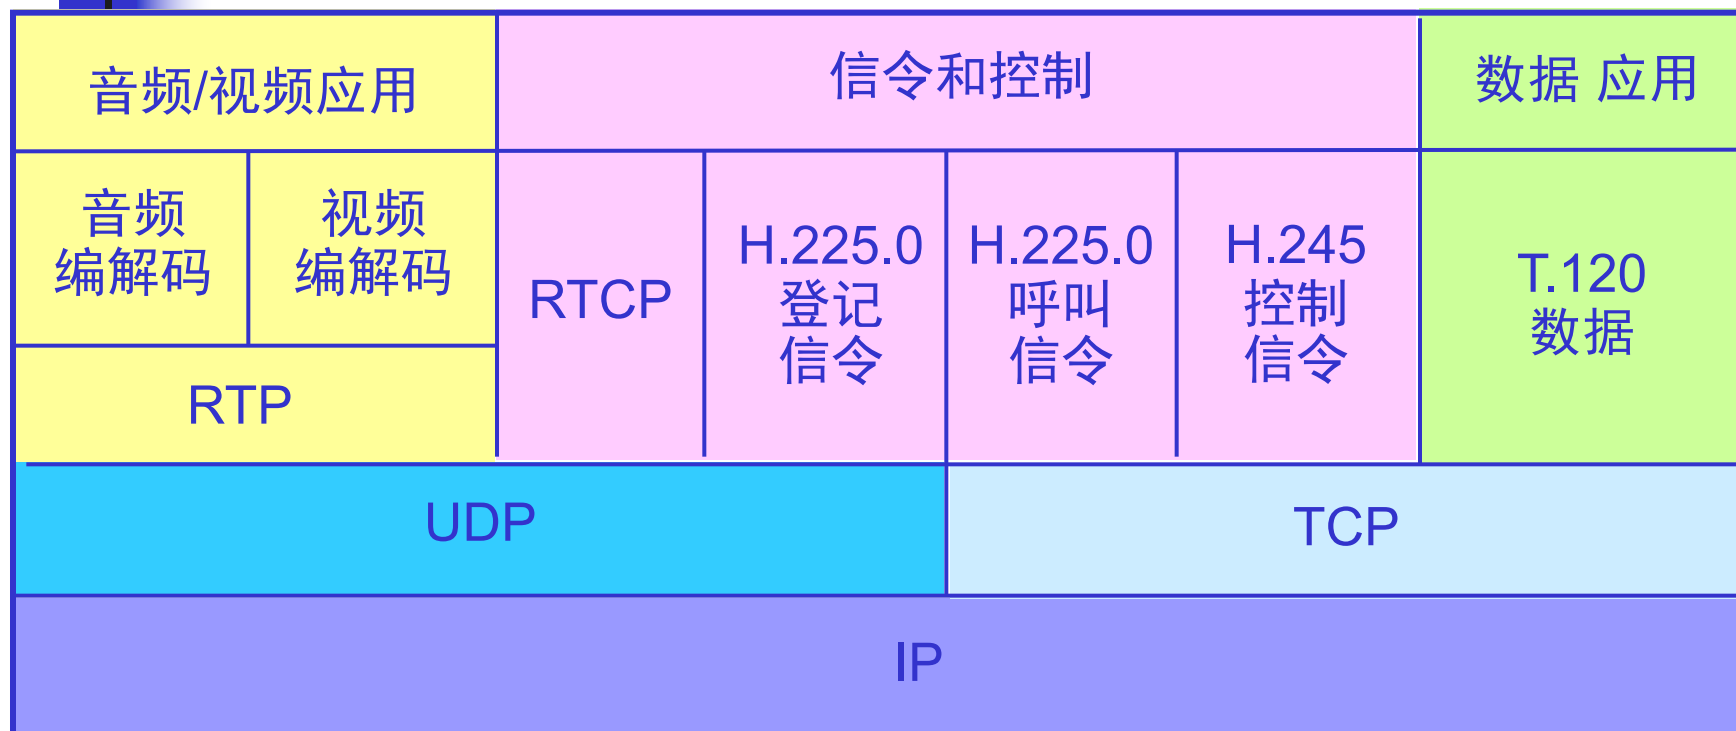 音频/视频应用
信令和控制
数据 应用
音频
编解码
视频
编解码
RTP
RTCP
H.225.0
登记
信令
H.225.0
呼叫
信令
H.245
控制
信令
T.120
数据
UDP
TCP
IP